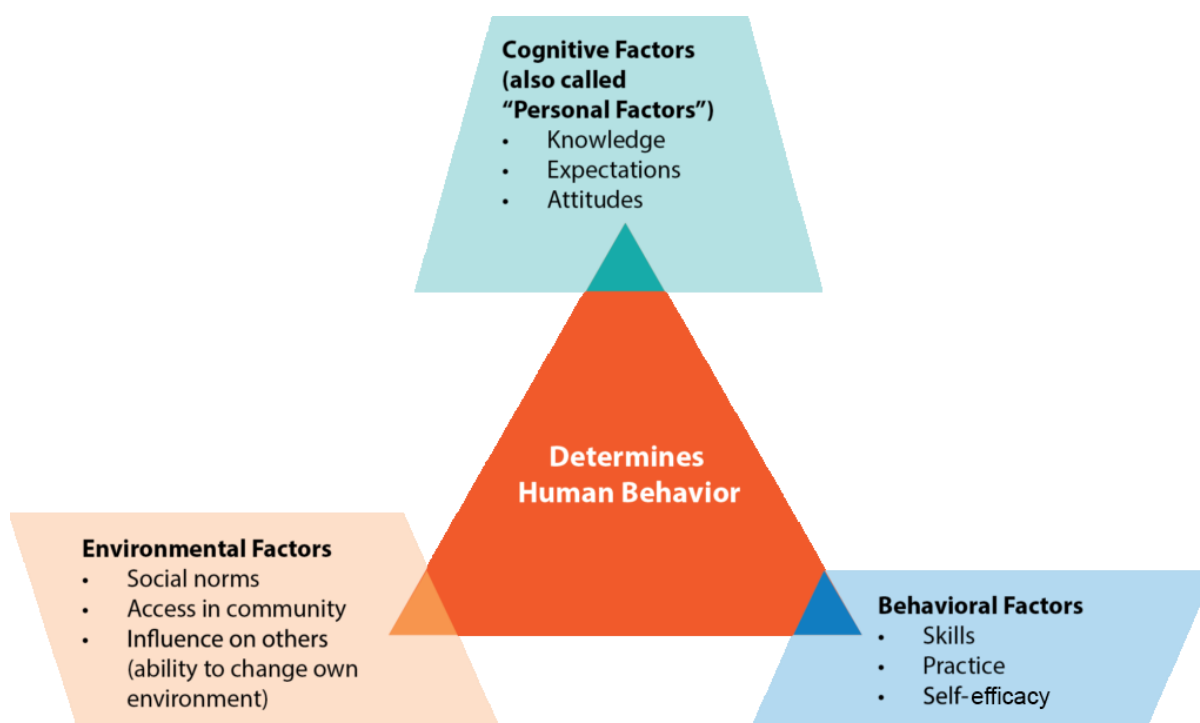 Cognitive Factors
(also called
“Personal Factors”)
• Knowledge
• Expectations
• Attitudes
Determines
Human Behavior
Environmental Factors
• Social norms
• Access in community
• Influence on others
(ability to change own
environment)
Behavioral Factors
• Skills
• Practice
• Self-efficacy